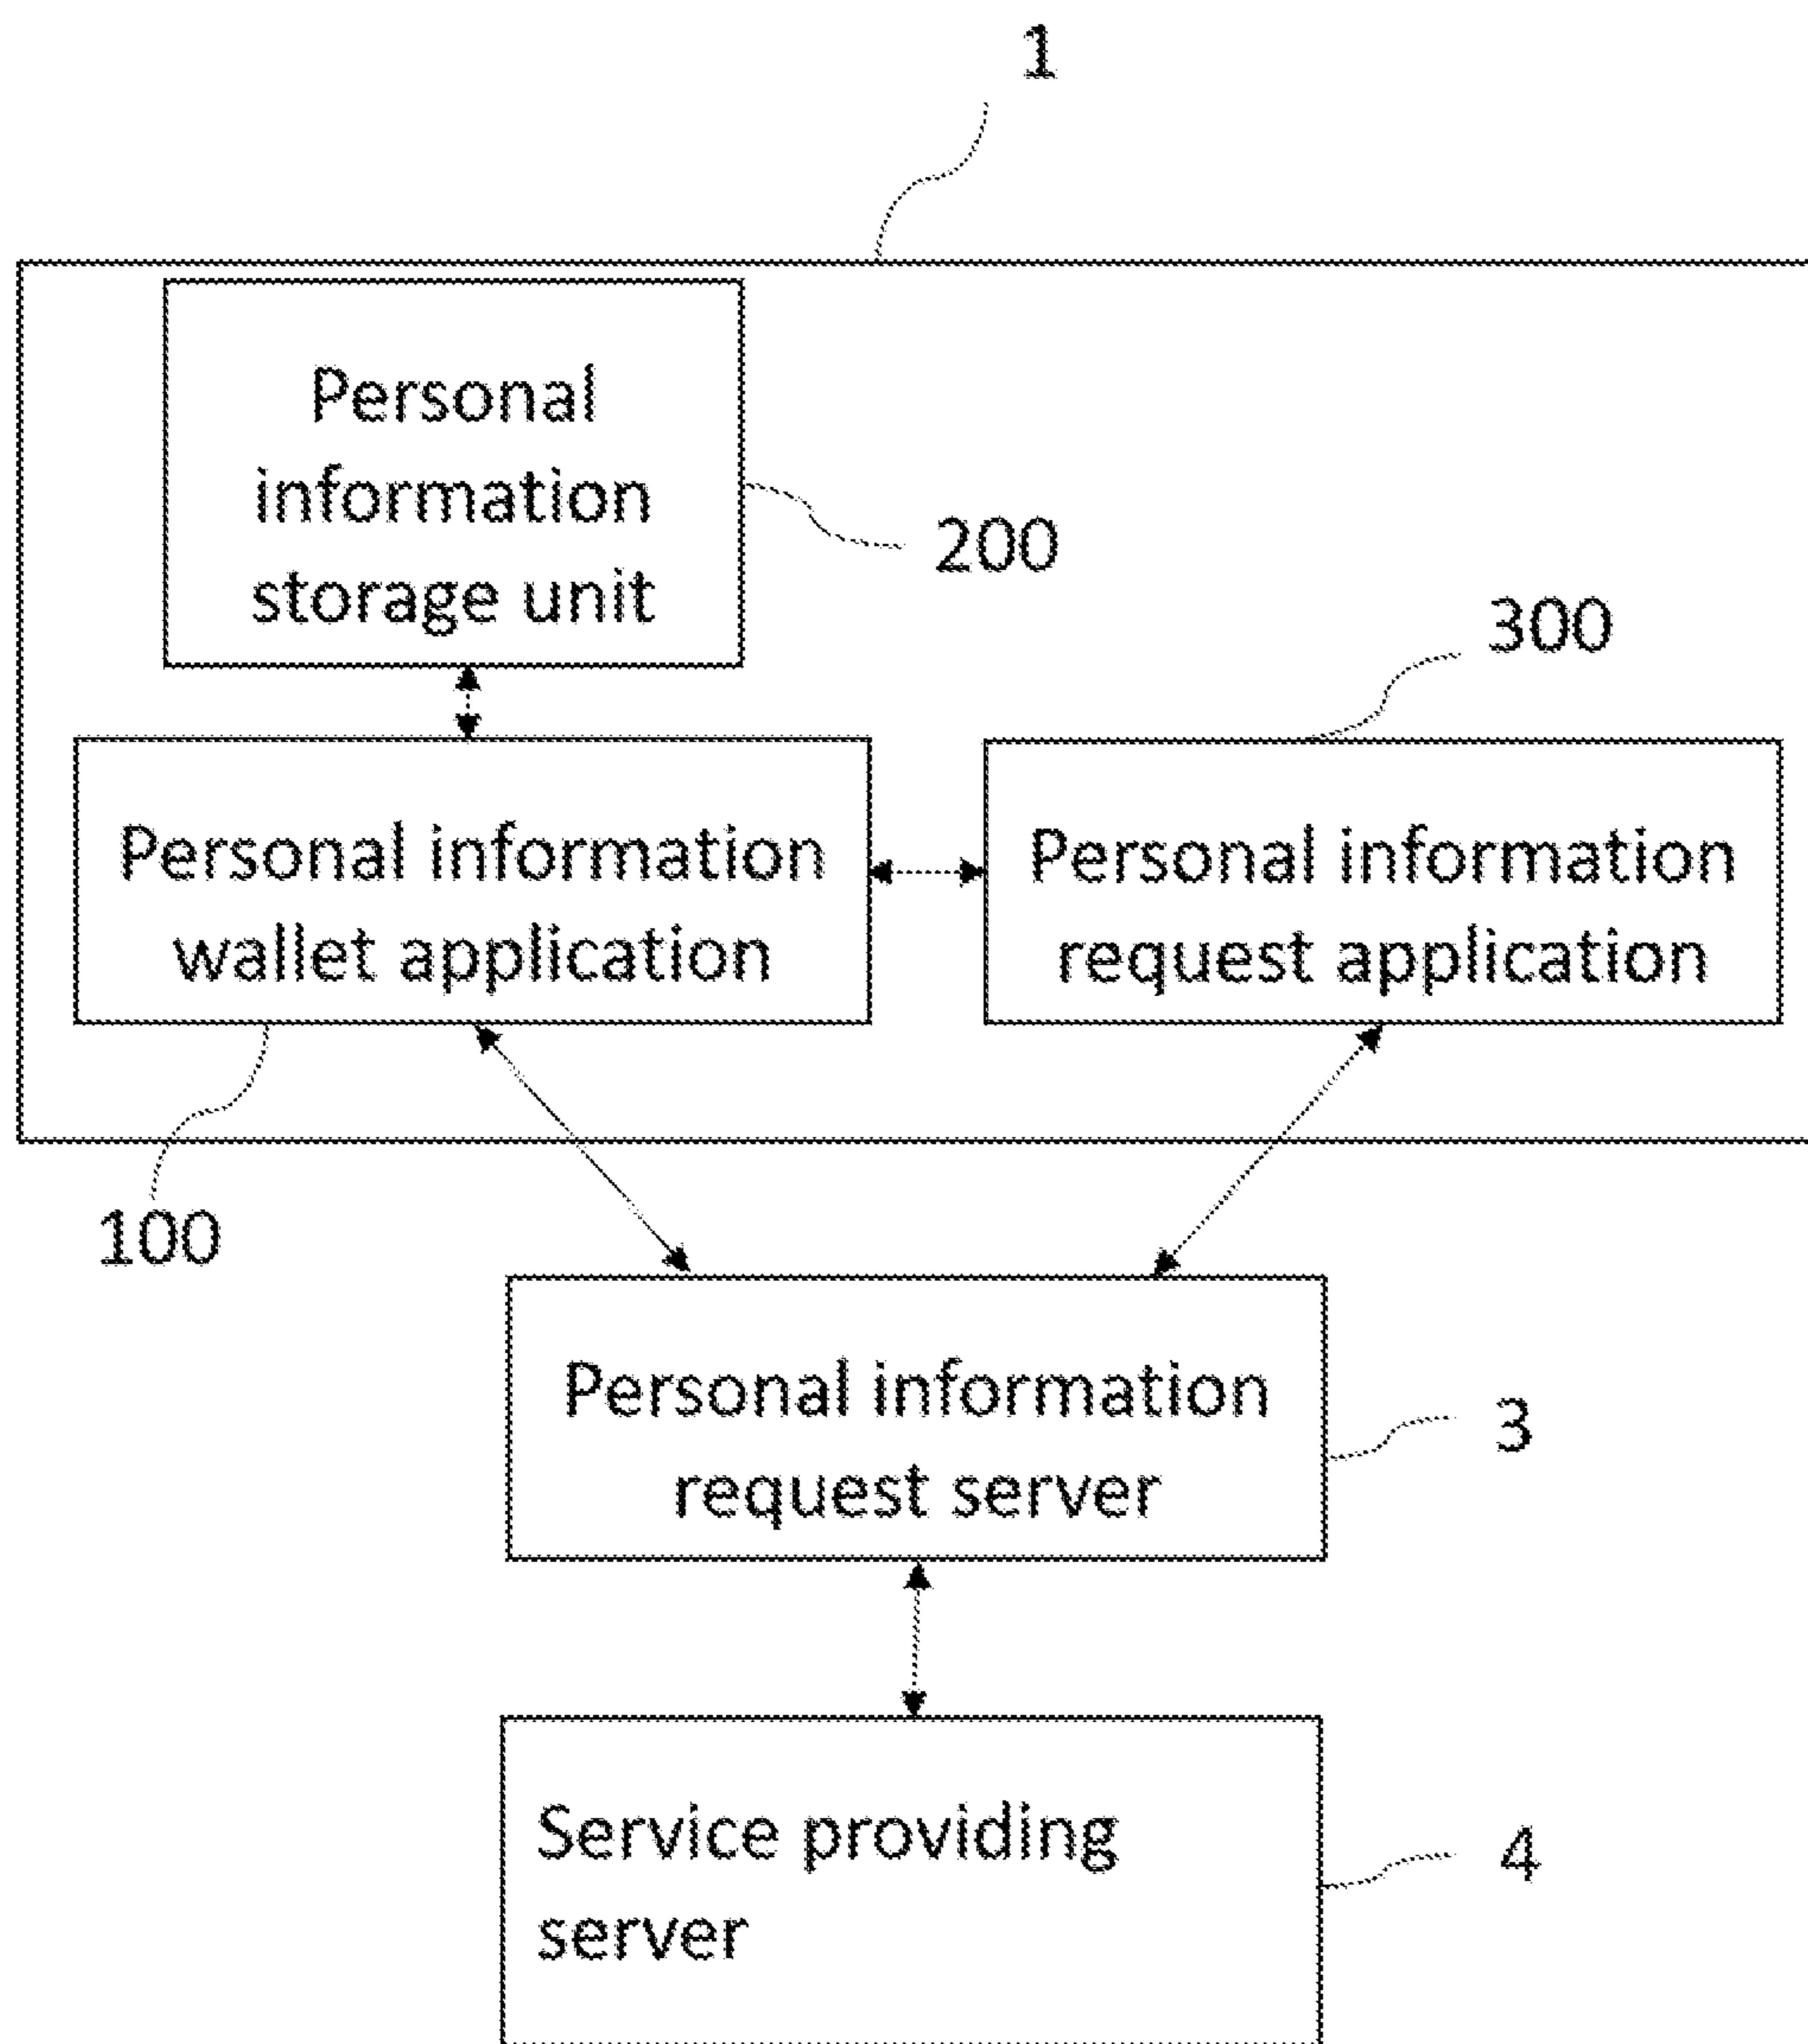 1
Personal
information
storage unit
200
300
Personal information
wallet application
Personal information
request application
100
Personal information
request server
3
Service providing
server
4